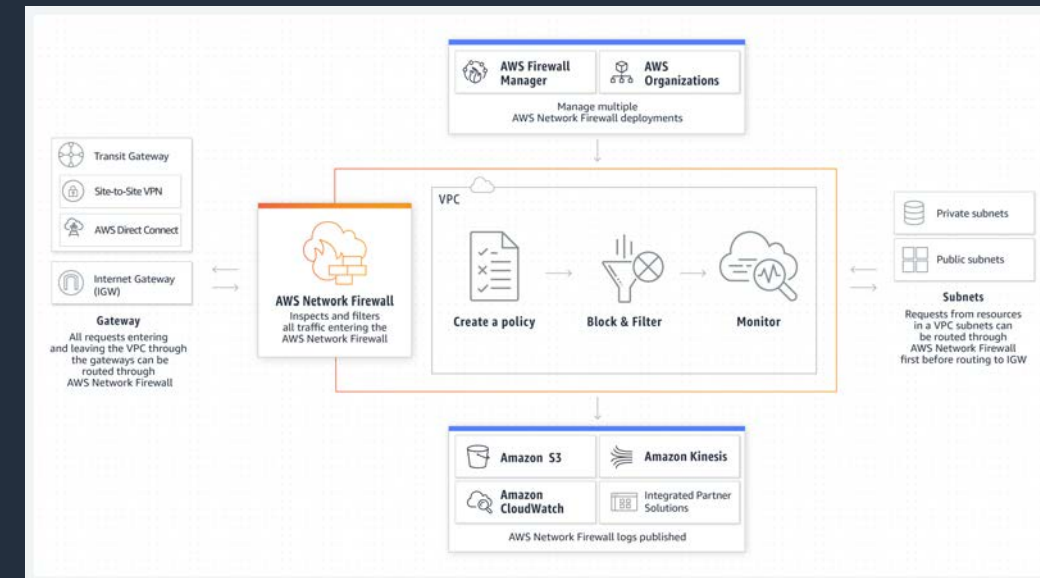 AWS Firewall
Manager
AWS
Organizations
Manage multiple
AWS Network Firewall deployments
Transit Gateway
Site-to-Site VPN
AWS Direct Connect
Internet Gateway
(IGW)
Gateway
All requests entering
and leaving the VPC through
the gateways can be
routed through
AWS Network Firewall
AWS Network Firewall
Inspects and filters
all traffic entering the
AWS Network Firewall
VPC
Create a policy
Block & Filter
Monitor
Private subnets
Public subnets
Subnets
Requests from resources
in a VPC subnets can
be routed through
AWS Network Firewall
first before routing to IGW
Amazon S3
Amazon Kinesis
Amazon
CloudWatch
Integrated Partner
Solutions
AWS Network Firewall logs published